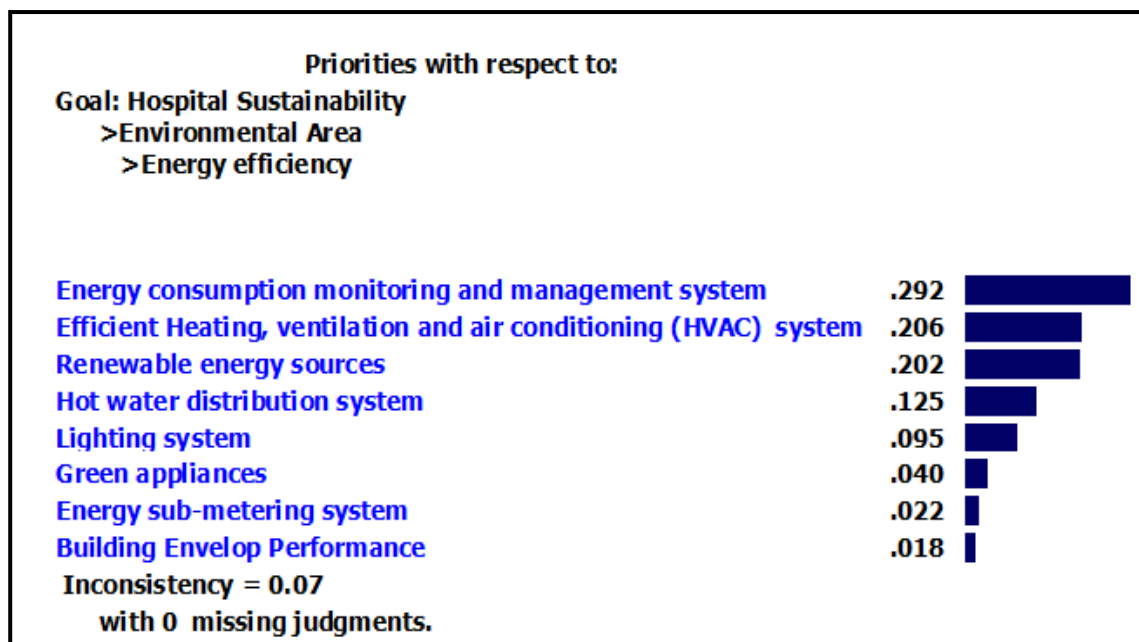 Priorities with respect to:
Goal: Hospital Sustainability
>Environmental Area
>Energy efficiency
Energy consumption monitoring and management system .292
Efficient Heating, ventilation and air conditioning (HVAC) system .206
Renewable energy sources .202
Hot water distribution system .125
Lighting system .095
Green appliances .040
Energy sub-metering system .022
Building Envelop Performance .018
Inconsistency = 0.07
with 0 missing judgments.